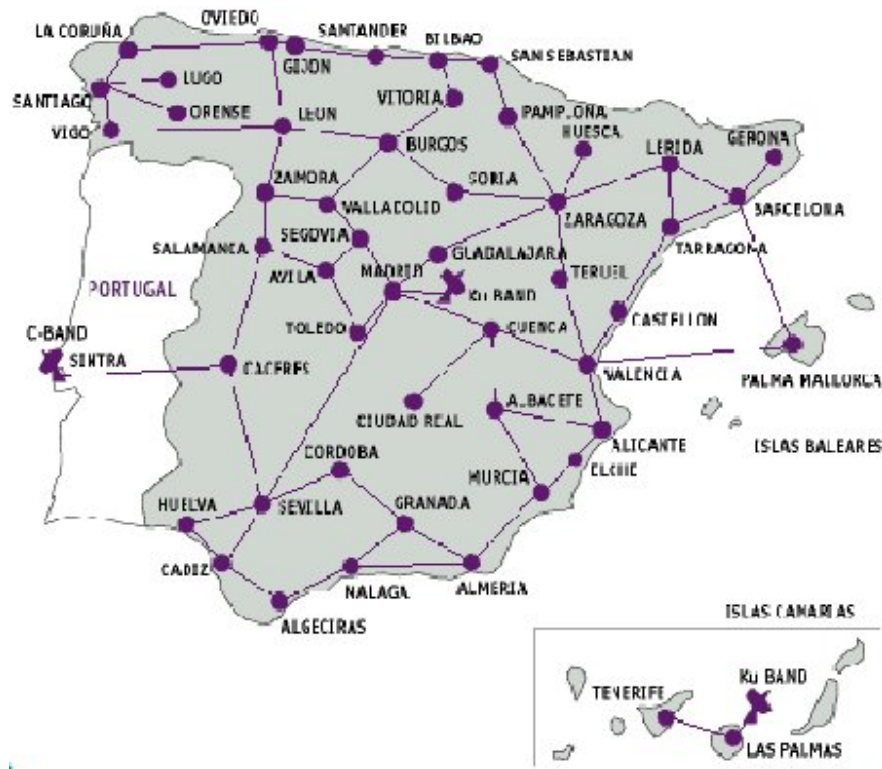 OVIEDO
SANTANDER
LA CORUÑA
BILBAO
GIJON
SAN SEBASTIAN
LUGO
SANTIAGO
VITORIA
ORENSE
LEON
PAMPLONA
VIGO
HUESCA
GERONA
BURGOS
LERIDA
ZAMORA
SORIA
VALLACOLID
BARCELONA
SEGOVIA
ZARAGOZA
SALAMANCA
GUADALAJARA
TARRAGONA
AVILA
MADRID
TERUEL
PORTUGAL
Ku BAND
TOLEDO
CUENCA
CASTELLON
C-BAND
SINTRA
CACERES
VALENCIA
PALMA MALLORCA
ALBACETE
CIUDAD REAL
ALICANTE
ISLAS BALEARES
CORDOBA
ELCHE
MURCIA
HUELVA
SEVILLA
GRANADA
CADIZ
MALAGA
ALMERIA
ALGECIRAS
ISLAS CANARIAS
Ku BAND
TENERIFE
LAS PALMAS